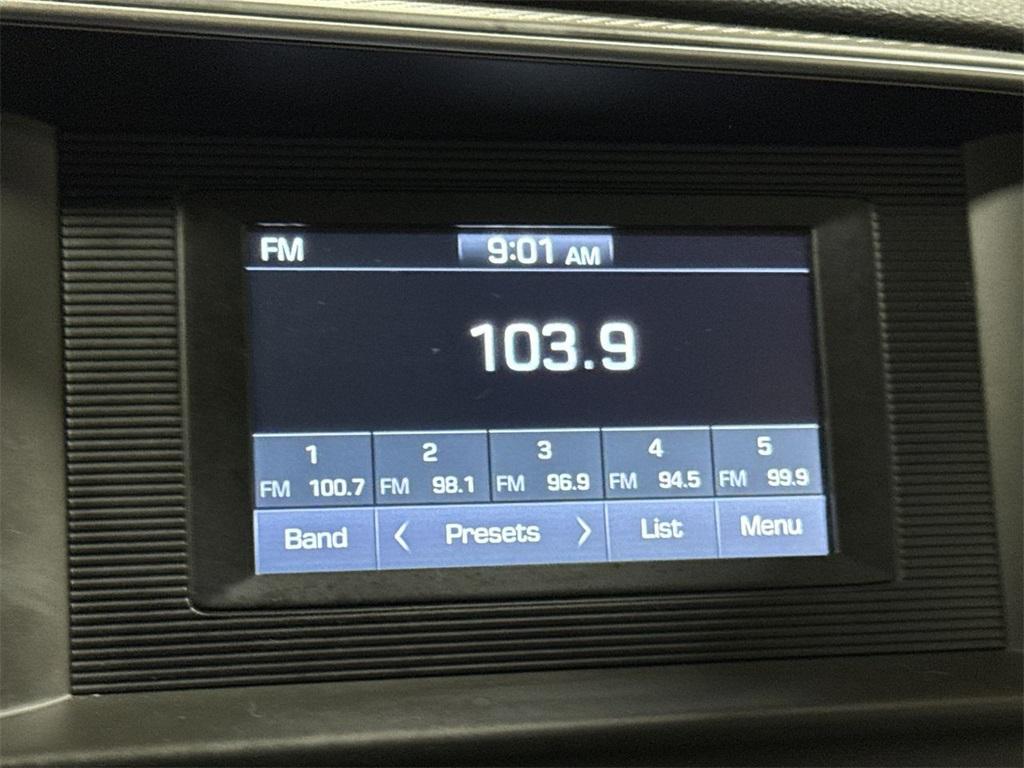 FM 9:01 AM
103.9
1 2 3 4 5
FM 100.7 FM 98.1 FM 96.9 FM 94.5 FM 99.9
Band < Presets > List Menu